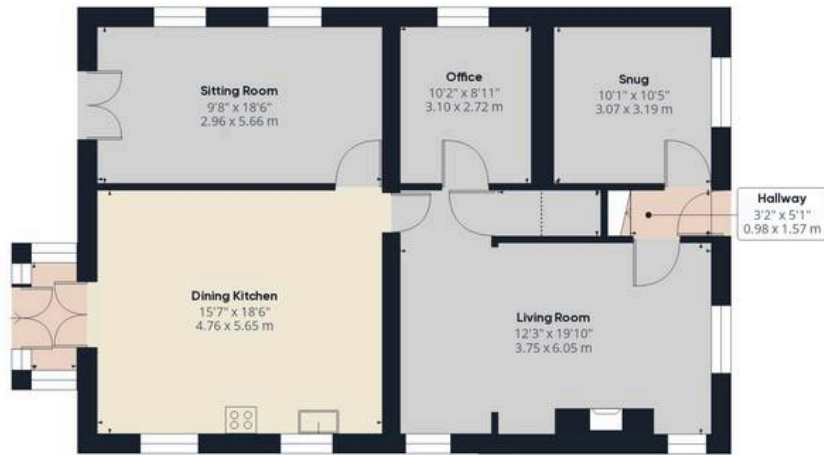 Sitting Room
9'8" x 18'6"
2.96 x 5.66 m
Office
10'2" x 8'11"
3.10 x 2.72 m
Snug
10'1" x 10'5"
3.07 x 3.19 m
Hallway
3'2" x 5'1"
0.98 x 1.57 m
Dining Kitchen
15'7" x 18'6"
4.76 x 5.65 m
Living Room
12'3" x 19'10"
3.75 x 6.05 m